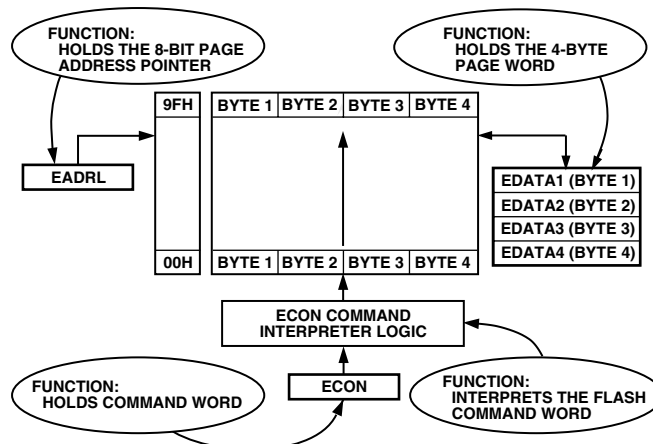 FUNCTION:
HOLDS THE 8-BIT PAGE
ADDRESS POINTER
FUNCTION:
HOLDS THE 4-BYTE
PAGE WORD
9FH
BYTE 1 BYTE 2 BYTE 3 BYTE 4
EADRL
EDATA1 (BYTE 1)
EDATA2 (BYTE 2)
EDATA3 (BYTE 3)
EDATA4 (BYTE 4)
00H
BYTE 1 BYTE 2 BYTE 3 BYTE 4
ECON COMMAND
INTERPRETER LOGIC
FUNCTION:
HOLDS COMMAND WORD
ECON
FUNCTION:
INTERPRETS THE FLASH
COMMAND WORD